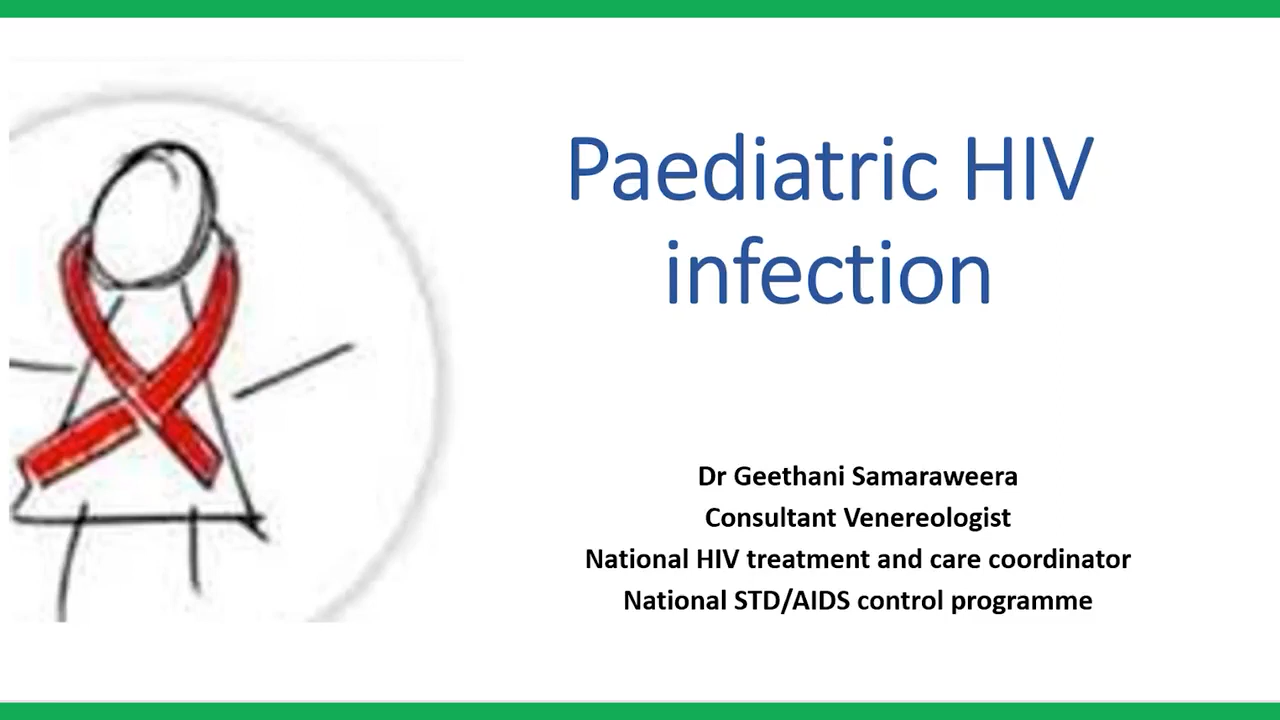 Paediatric HIV
infection
Dr Geethani Samaraweera
Consultant Venereologist
National HIV treatment and care coordinator
National STD/AIDS control programme